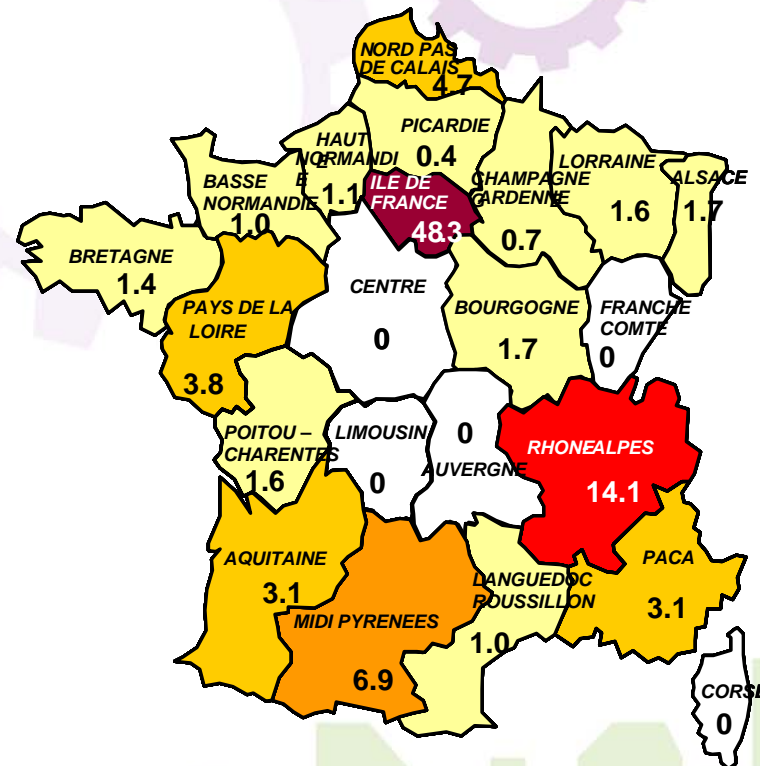 NORD PAS
DE CALAIS
4.7
PICARDIE
0.4
HAUT
E
NORMANDI
E
1.1
BASSE
NORMANDIE
1.0
ILE DE
FRANCE
48.3
CHAMPAGNE
ARDENNE
0.7
LORRAINE
1.6
ALSACE
1.7
BRETAGNE
1.4
PAYS DE LA
LOIRE
3.8
CENTRE
0
BOURGOGNE
1.7
FRANCHE
COMTE
0
POITOU –
CHARENTES
1.6
LIMOUSIN
0
0
AUVERGNE
RHONEALPES
14.1
AQUITAINE
3.1
MIDI PYRENEES
6.9
LANGUEDOC
ROUSSILLON
1.0
PACA
3.1
CORSE
0